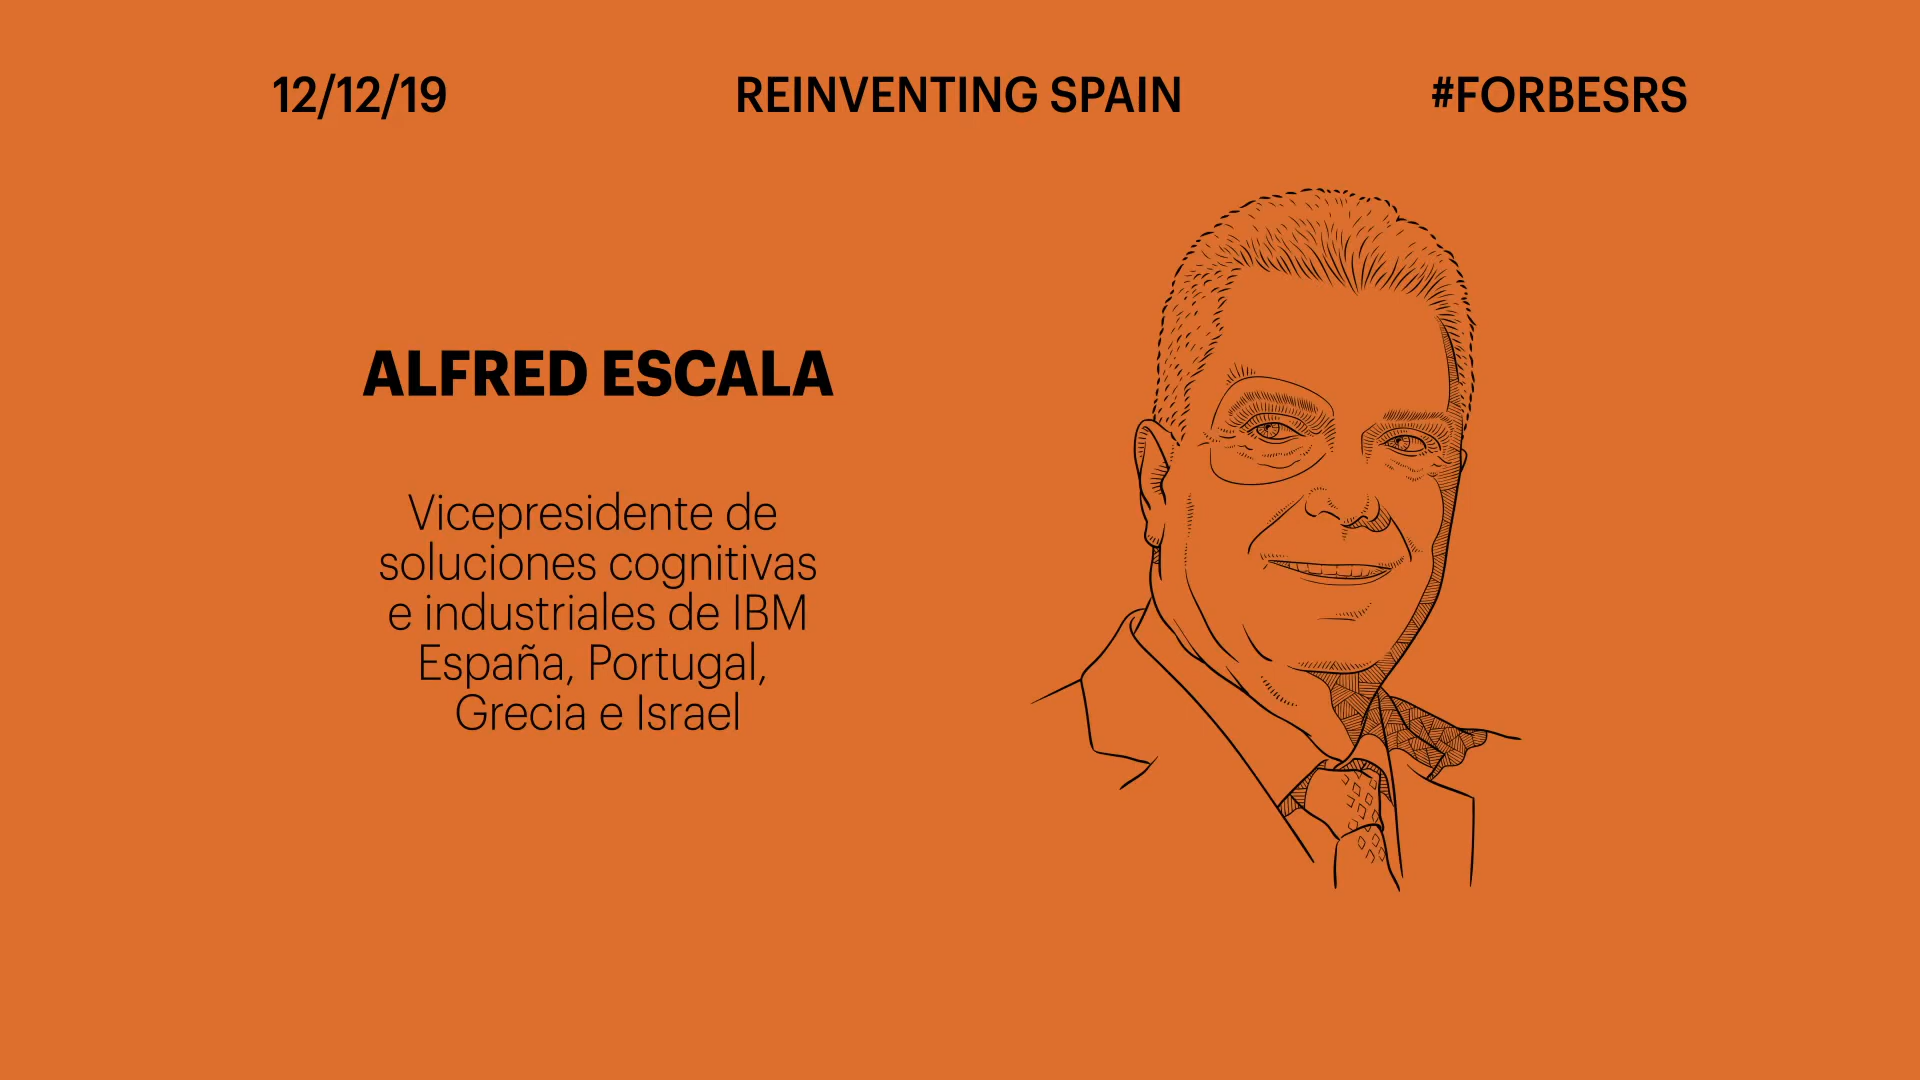 12/12/19
REINVENTING SPAIN
#FORBESRS
ALFRED ESCALA
Vicepresidente de
soluciones cognitivas
e industriales de IBM
España, Portugal,
Grecia e Israel